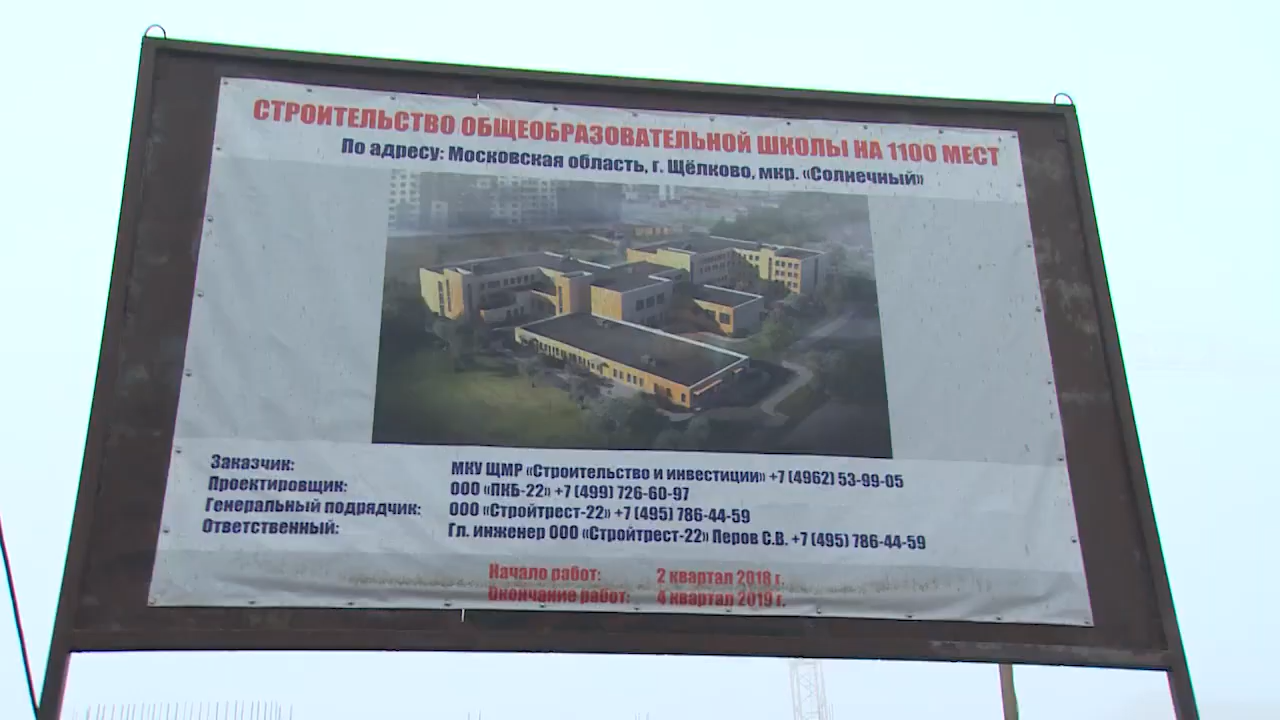 СТРОИТЕЛЬСТВО ОБЩЕОБРАЗОВАТЕЛЬНОЙ ШКОЛЫ НА 1100 МЕСТ
По адресу: Московская область, г. Щёлково, мкр. «Солнечный»
Заказчик: МКУ ЩМР «Строительство и инвестиции» +7 (4962) 53-99-05
Проектировщик: ООО «ПКБ-22» +7 (499) 726-60-97
Генеральный подрядчик: ООО «Стройтрест-22» +7 (495) 786-44-59
Ответственный: Гл. инженер ООО «Стройтрест-22» Перов С.В. +7 (495) 786-44-59
Начало работ: 2 квартал 2018 г.
Окончание работ: 4 квартал 2019 г.